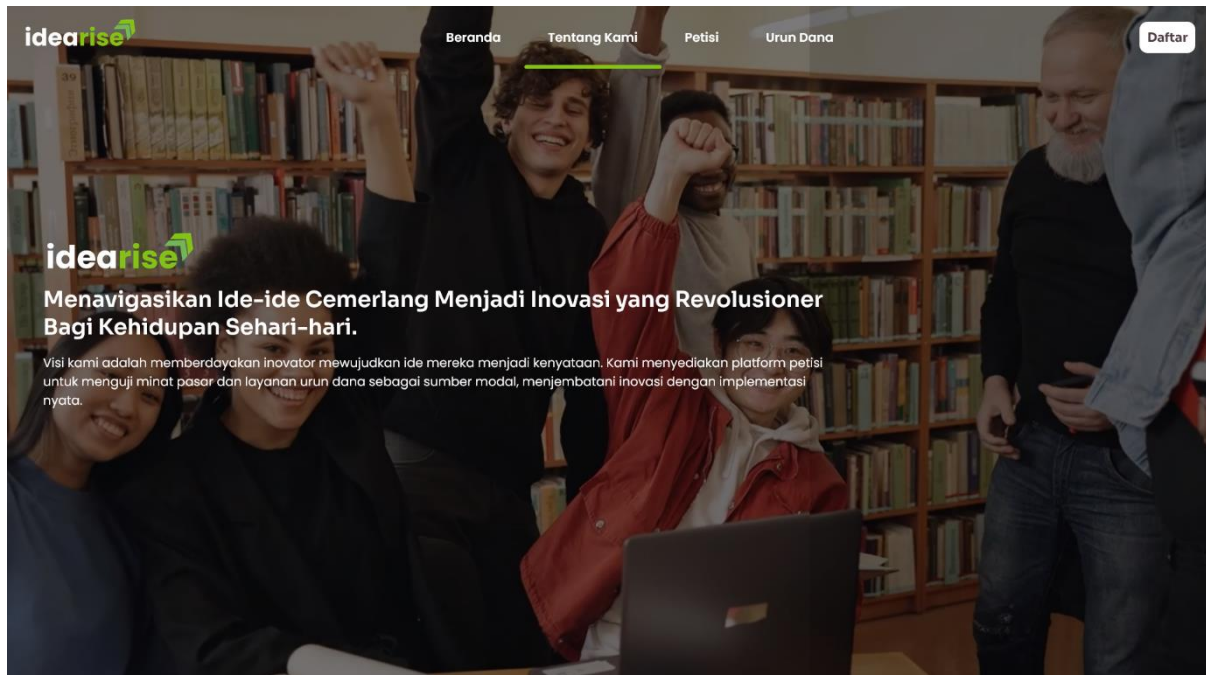 idearise
Beranda
Tentang Kami
Petisi
Urun Dana
Daftar
39
idearise
Menavigasikan Ide-ide Cemerlang Menjadi Inovasi yang Revolusioner
Bagi Kehidupan Sehari-hari.
Visi kami adalah memberdayakan inovator mewujudkan ide mereka menjadi kenyataan. Kami menyediakan platform petisi
untuk menguji minat pasar dan layanan urun dana sebagai sumber modal, menjembatani inovasi dengan implementasi
nyata.